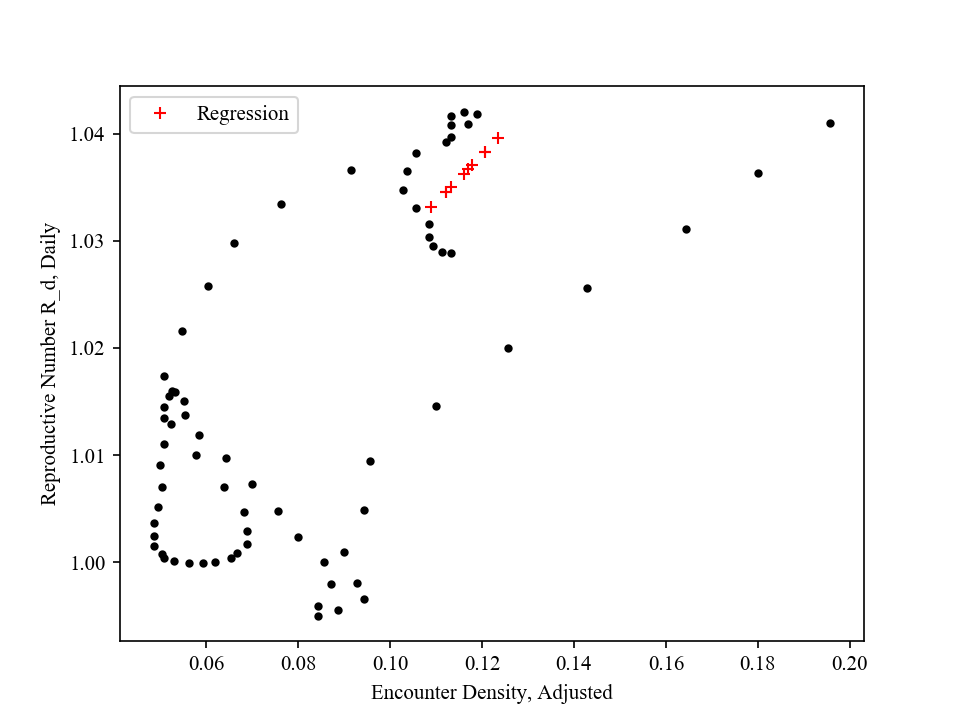 Regression
1.04
1.03
1.02
1.01
1.00
Reproductive Number R_d, Daily
0.06 0.08 0.10 0.12 0.14 0.16 0.18 0.20
Encounter Density, Adjusted